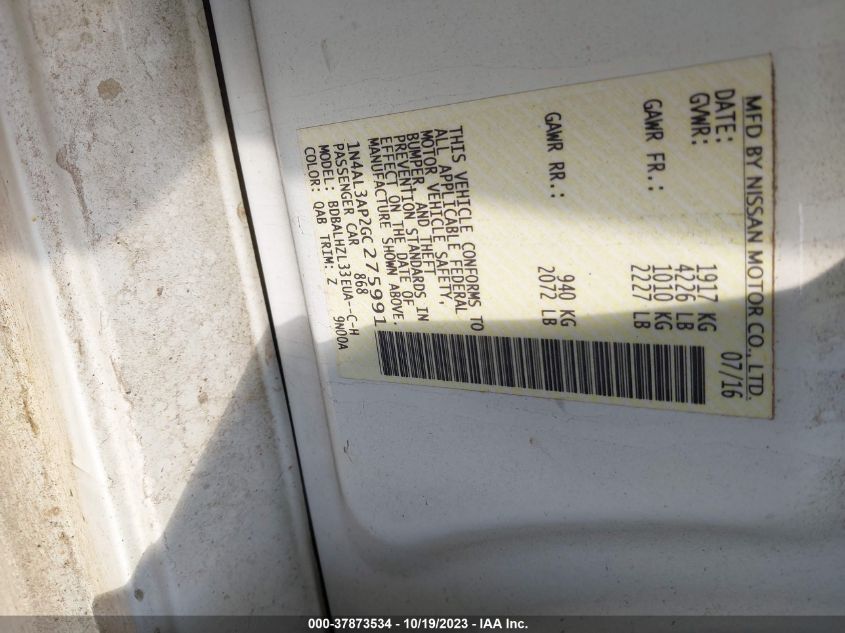 MFD BY NISSAN MOTOR CO., LTD.
DATE: 07/16
GVWR: 1917 KG
4226 LB
GAWR FR.: 1010 KG
2227 LB
GAWR RR.: 940 KG
2072 LB
THIS VEHICLE CONFORMS TO
ALL APPLICABLE FEDERAL
MOTOR VEHICLE SAFETY,
BUMPER, AND THEFT
PREVENTION STANDARDS IN
EFFECT ON THE DATE OF
MANUFACTURE SHOWN ABOVE.
1N4AL3AP2GC275991
PASSENGER CAR 868
MODEL: BDBALHZL33EUA--C-H
COLOR: QAB TRIM: Z 9N00A
000-37873534 - 10/19/2023 - IAA Inc.